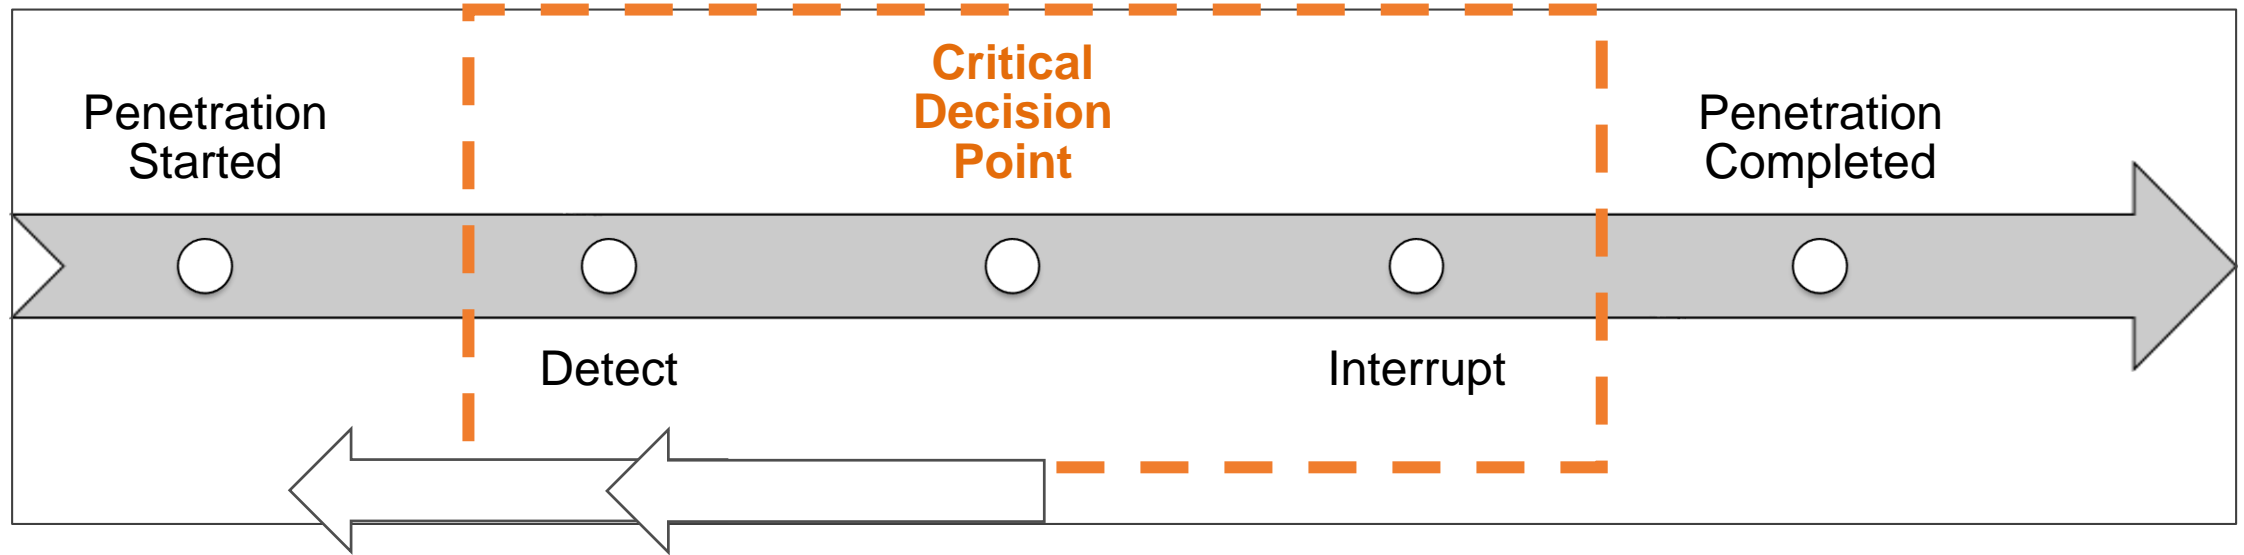 Penetration
Started
Critical
Decision
Point
Penetration
Completed
Detect
Interrupt